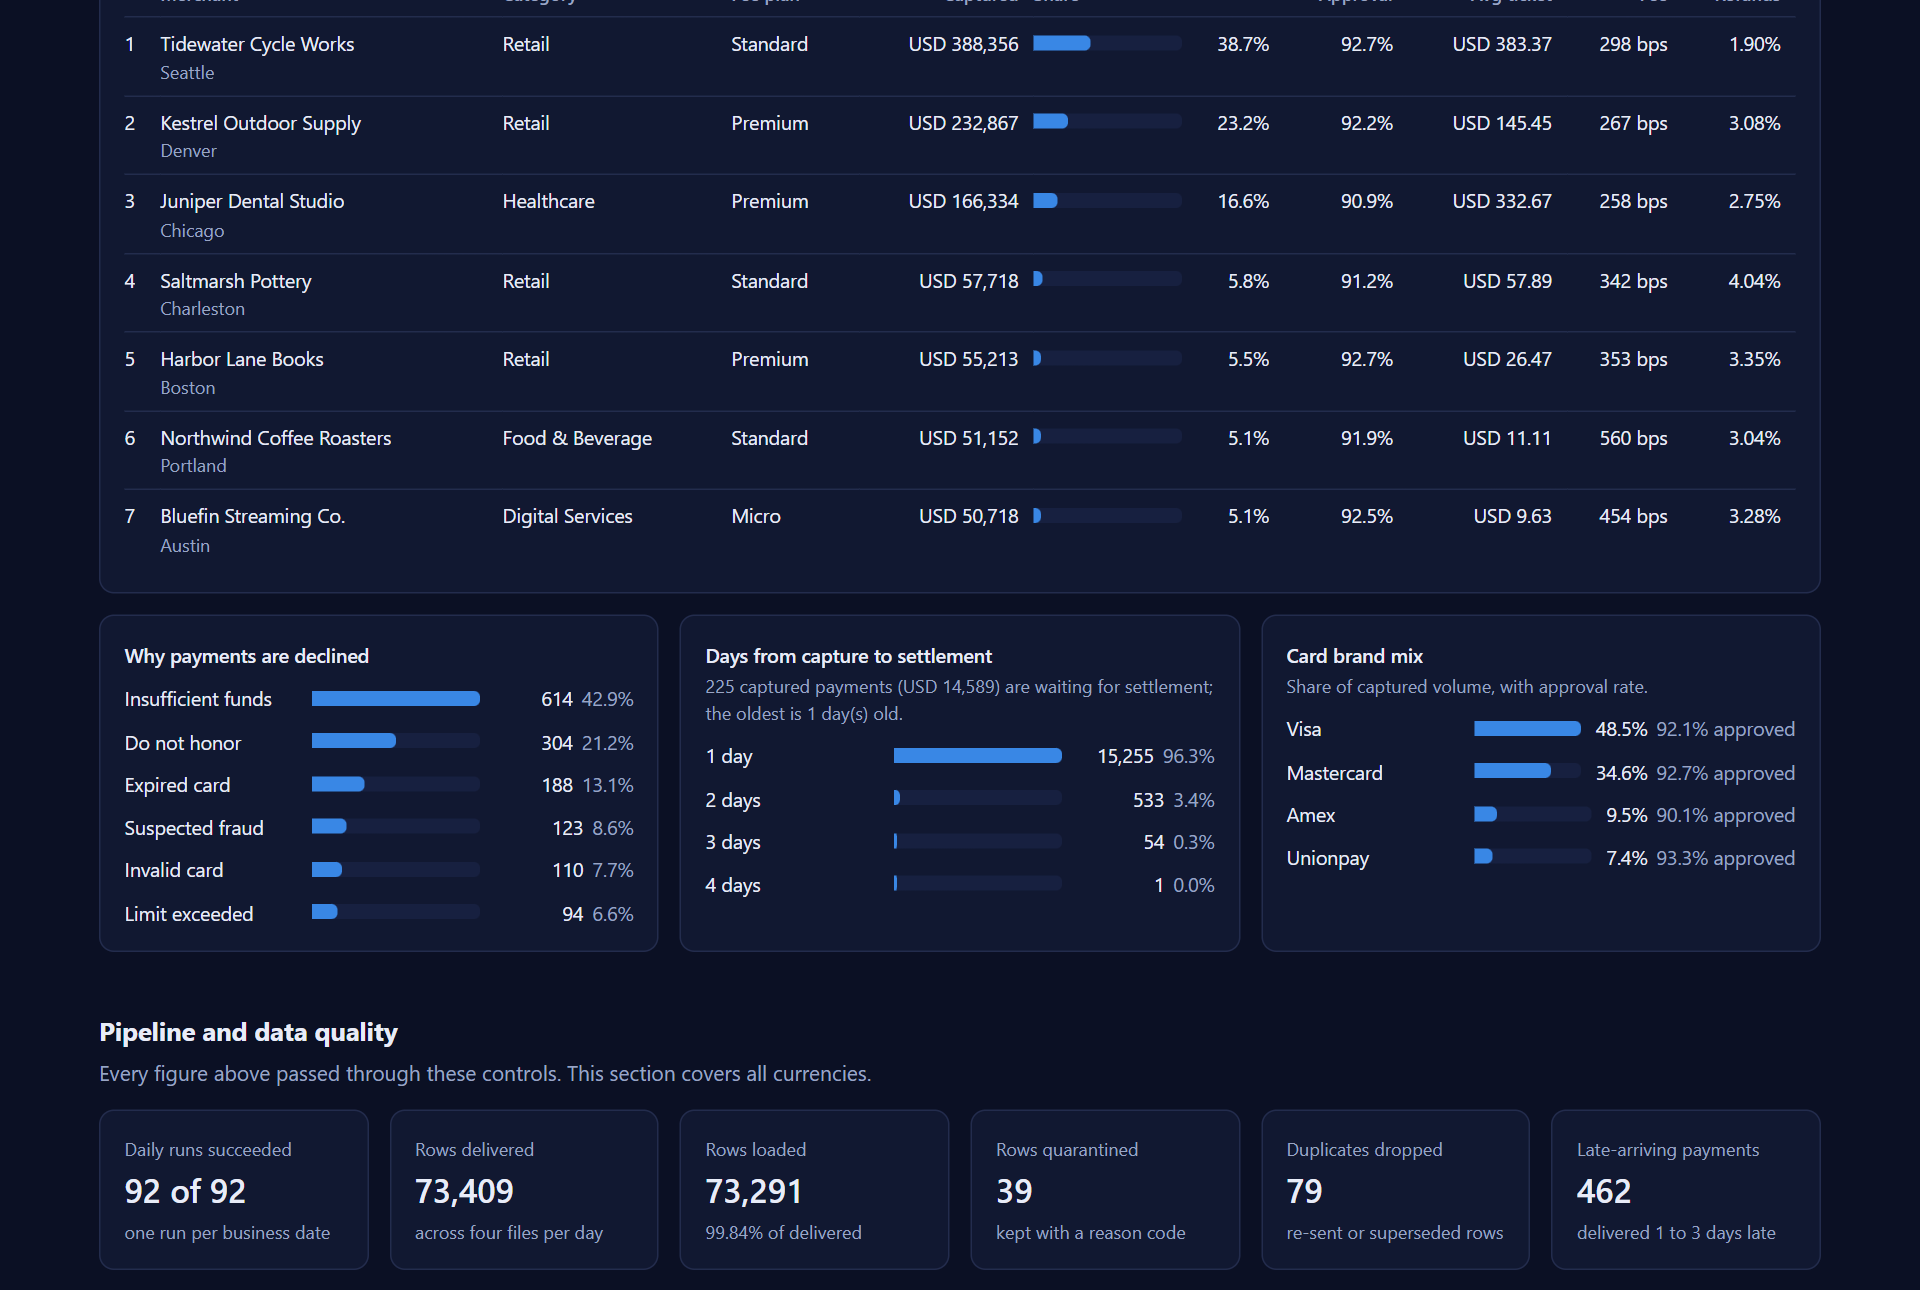 1 Tidewater Cycle Works Retail Standard USD 388,356 38.7% 92.7% USD 383.37 298 bps 1.90%
Seattle
2 Kestrel Outdoor Supply Retail Premium USD 232,867 23.2% 92.2% USD 145.45 267 bps 3.08%
Denver
3 Juniper Dental Studio Healthcare Premium USD 166,334 16.6% 90.9% USD 332.67 258 bps 2.75%
Chicago
4 Saltmarsh Pottery Retail Standard USD 57,718 5.8% 91.2% USD 57.89 342 bps 4.04%
Charleston
5 Harbor Lane Books Retail Premium USD 55,213 5.5% 92.7% USD 26.47 353 bps 3.35%
Boston
6 Northwind Coffee Roasters Food & Beverage Standard USD 51,152 5.1% 91.9% USD 11.11 560 bps 3.04%
Portland
7 Bluefin Streaming Co. Digital Services Micro USD 50,718 5.1% 92.5% USD 9.63 454 bps 3.28%
Austin
Why payments are declined
Insufficient funds 614 42.9%
Do not honor 304 21.2%
Expired card 188 13.1%
Suspected fraud 123 8.6%
Invalid card 110 7.7%
Limit exceeded 94 6.6%
Days from capture to settlement
225 captured payments (USD 14,589) are waiting for settlement;
the oldest is 1 day(s) old.
1 day 15,255 96.3%
2 days 533 3.4%
3 days 54 0.3%
4 days 1 0.0%
Card brand mix
Share of captured volume, with approval rate.
Visa 48.5% 92.1% approved
Mastercard 34.6% 92.7% approved
Amex 9.5% 90.1% approved
Unionpay 7.4% 93.3% approved
Pipeline and data quality
Every figure above passed through these controls. This section covers all currencies.
Daily runs succeeded
92 of 92
one run per business date
Rows delivered
73,409
across four files per day
Rows loaded
73,291
99.84% of delivered
Rows quarantined
39
kept with a reason code
Duplicates dropped
79
re-sent or superseded rows
Late-arriving payments
462
delivered 1 to 3 days late